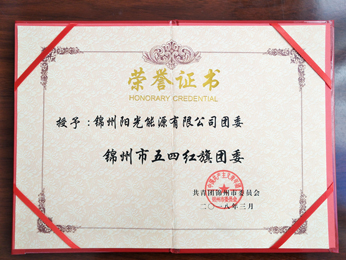 荣誉证书
HONORARY CREDENTIAL
授予：锦州阳光能源有限公司团委
锦州市五四红旗团委
共青团锦州市委员会
二〇一八年三月